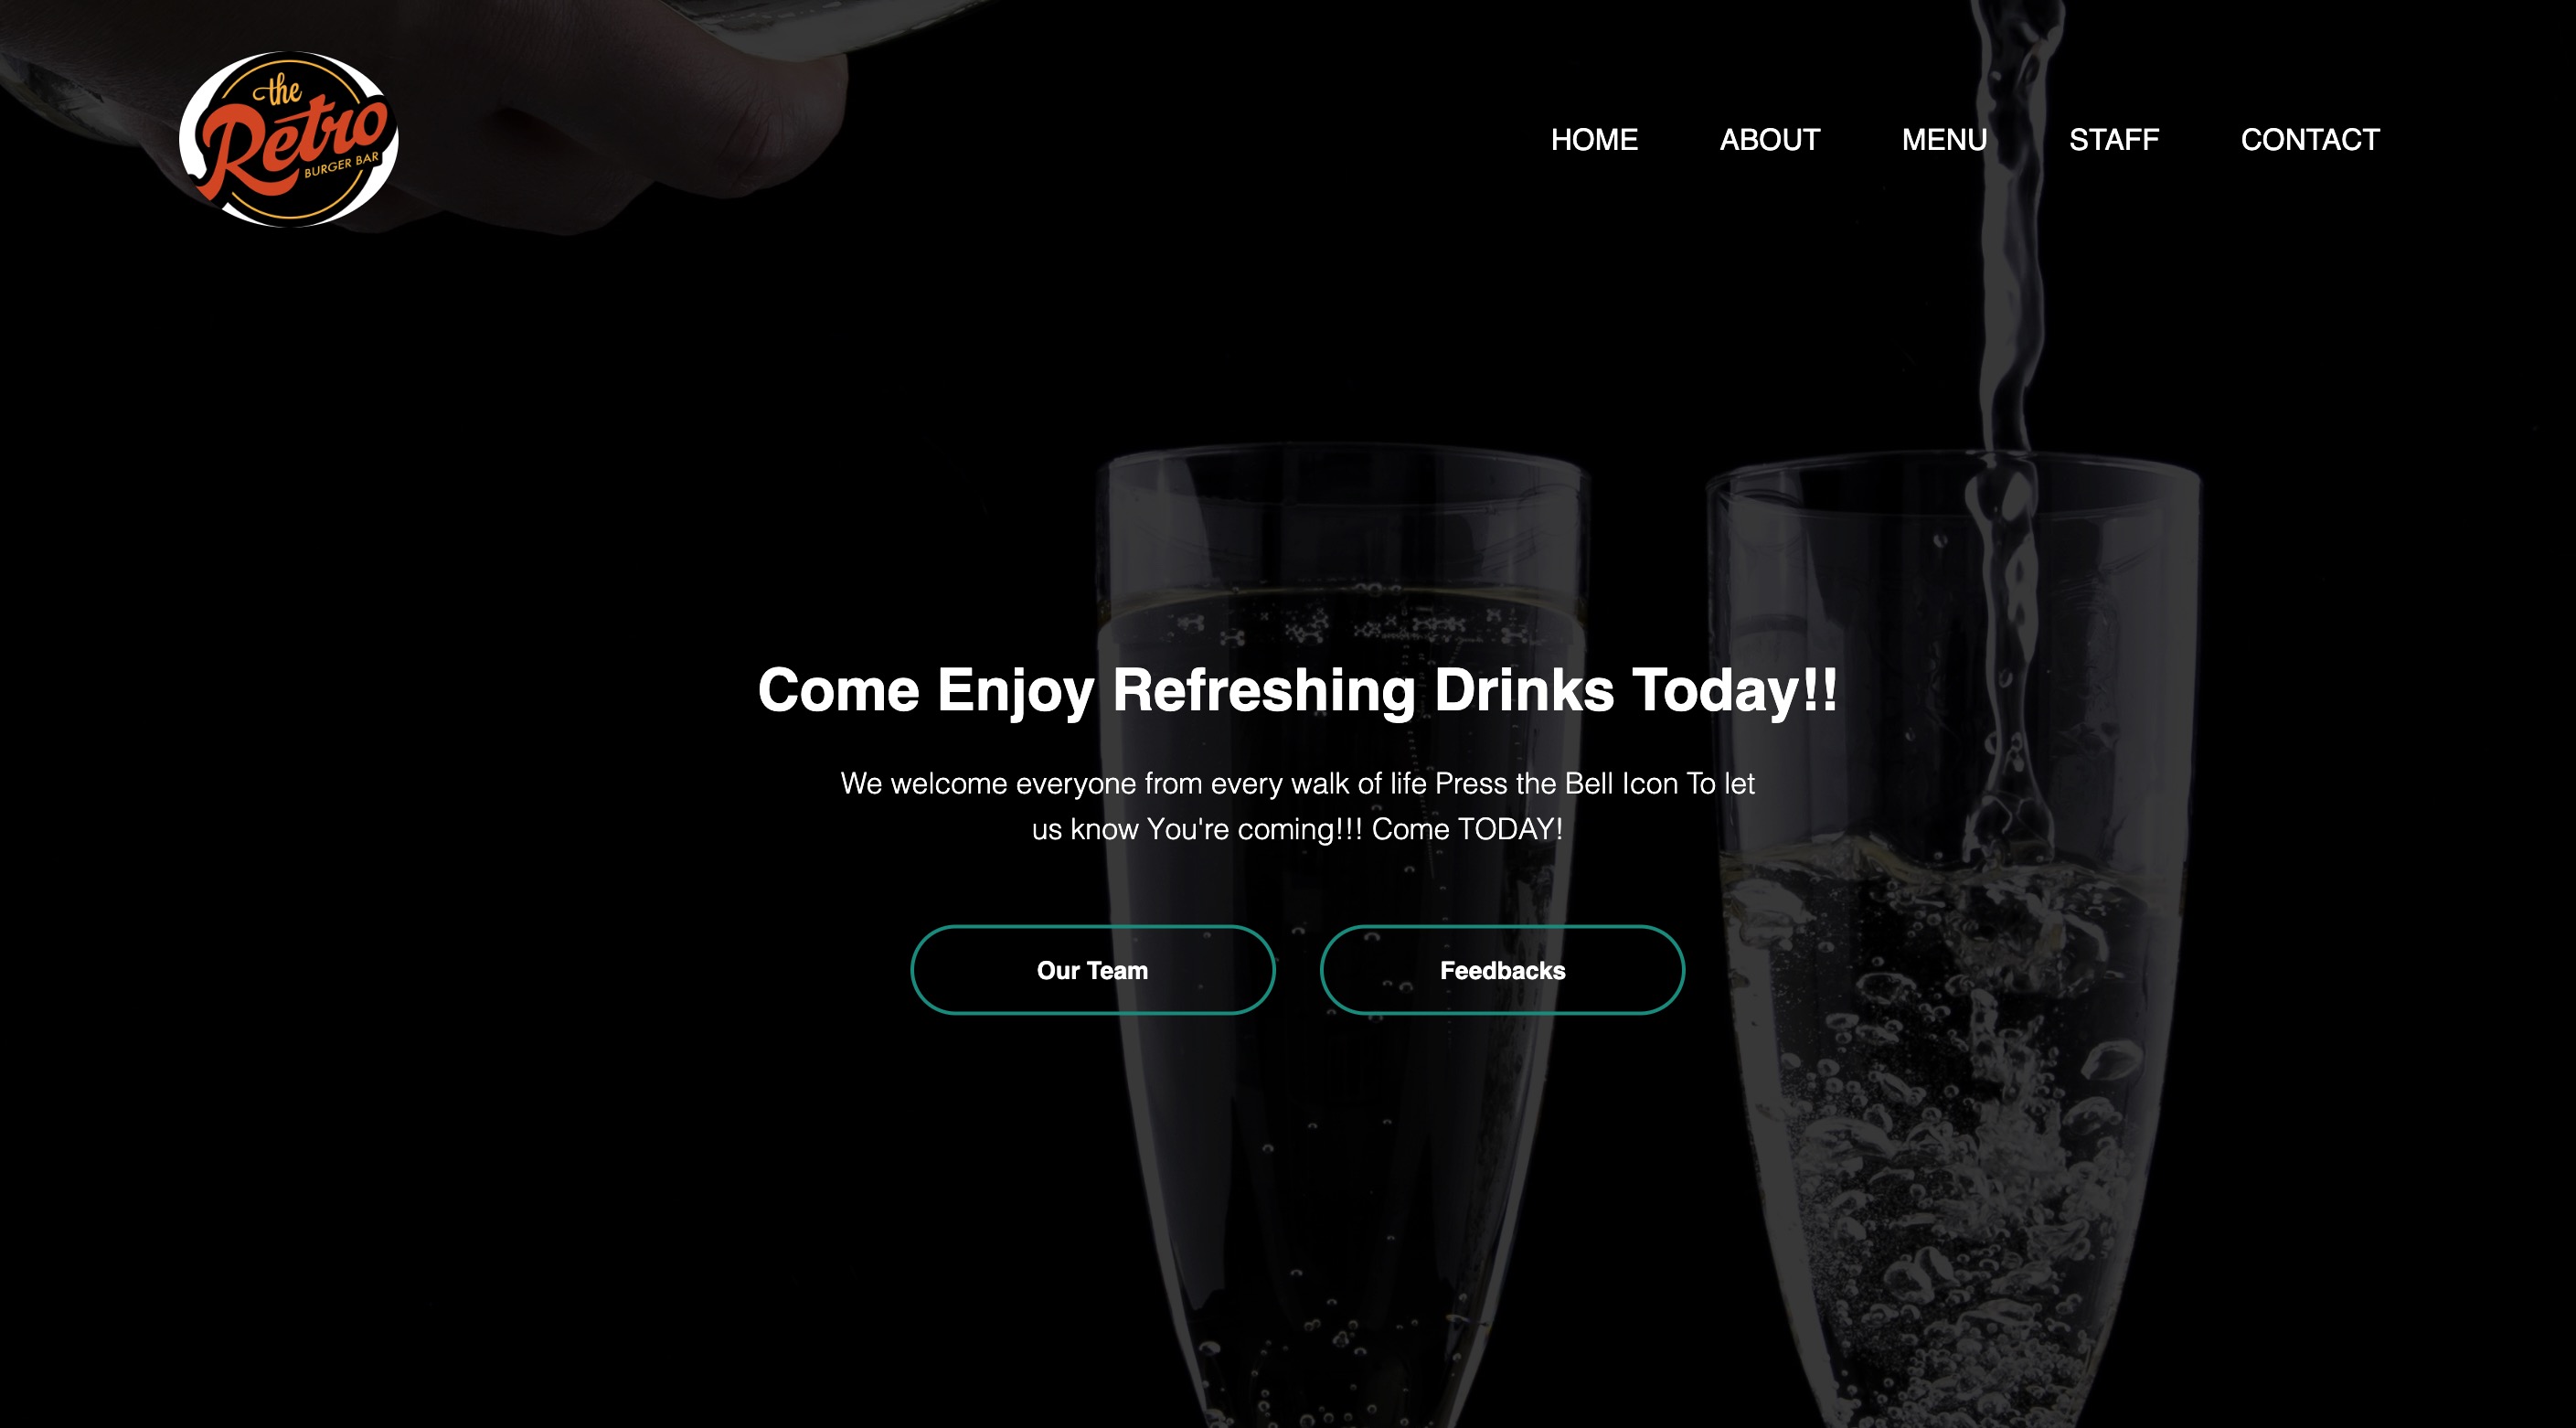 the
Retro
BURGER BAR
HOME ABOUT MENU STAFF CONTACT
Come Enjoy Refreshing Drinks Today!!
We welcome everyone from every walk of life Press the Bell Icon To let
us know You're coming!!! Come TODAY!
Our Team Feedbacks